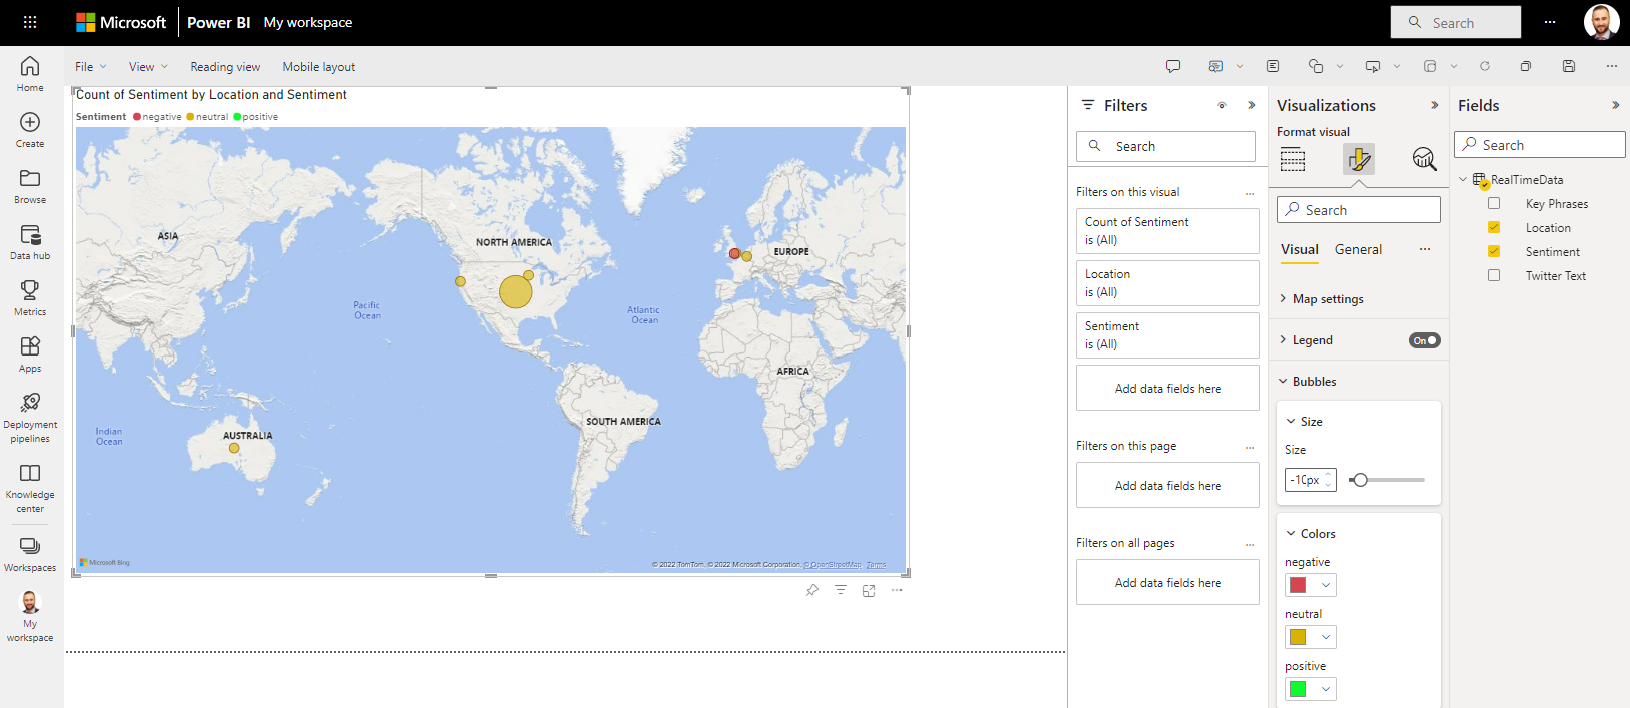 Microsoft Power BI My workspace Search ...
File View Reading view Mobile layout ...
Home
Create
Browse
Data hub
Metrics
Apps
Deployment
pipelines
Knowledge
center
Workspaces
My
workspace
Count of Sentiment by Location and Sentiment
Sentiment negative neutral positive
ASIA
NORTH AMERICA
EUROPE
Pacific
Ocean
Atlantic
Ocean
AFRICA
SOUTH AMERICA
Indian
Ocean
AUSTRALIA
Microsoft Bing
© 2022 TomTom, © 2022 Microsoft Corporation, © OpenStreetMap Terms
...
Filters
Search
Filters on this visual ...
Count of Sentiment
is (All)
Location
is (All)
Sentiment
is (All)
Add data fields here
Filters on this page ...
Add data fields here
Filters on all pages ...
Add data fields here
Visualizations
Format visual
Search
Visual General ...
Map settings
Legend On
Bubbles
Size
Size
-10px
Colors
negative
neutral
positive
Fields
Search
RealTimeData
Key Phrases
Location
Sentiment
Twitter Text